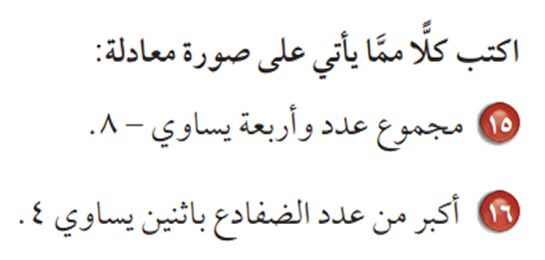 اكتب كلًّا ممَّا يأتي على صورة معادلة:
١٥ مجموع عدد وأربعة يساوي – ٨.
١٦ أكبر من عدد الضفادع باثنين يساوي ٤.